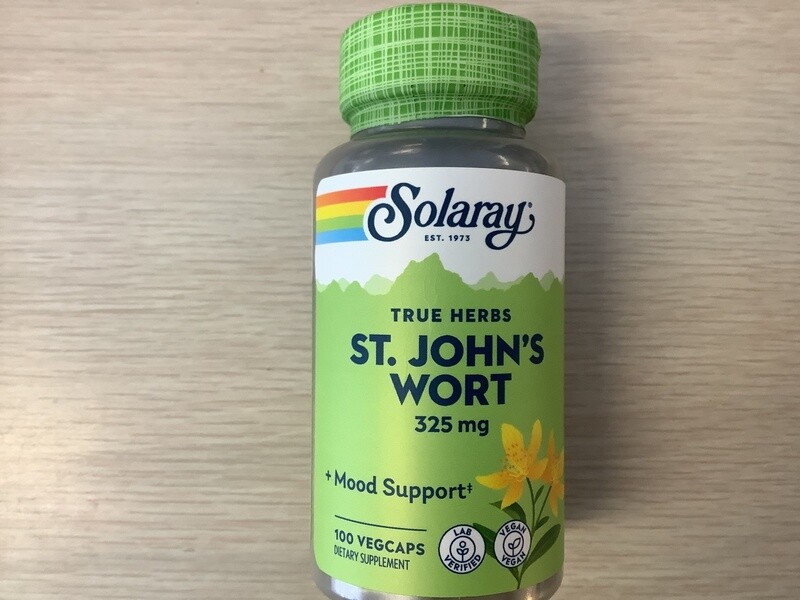 Solaray®
EST. 1973
TRUE HERBS
ST. JOHN'S
WORT
325 mg
+ Mood Support‡
100 VEGCAPS
DIETARY SUPPLEMENT
LAB
VERIFIED
VEGAN
VEGAN